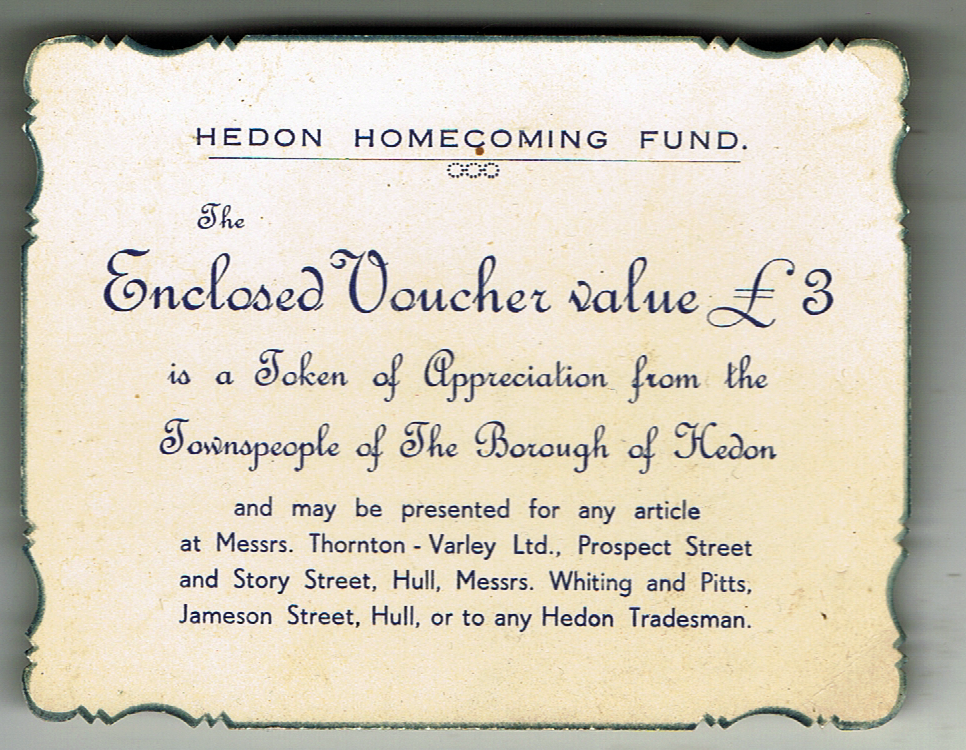 HEDON HOMECOMING FUND.
The
Enclosed Voucher value £3
is a Token of Appreciation from the
Townspeople of The Borough of Hedon
and may be presented for any article
at Messrs. Thornton - Varley Ltd., Prospect Street
and Story Street, Hull, Messrs. Whiting and Pitts,
Jameson Street, Hull, or to any Hedon Tradesman.